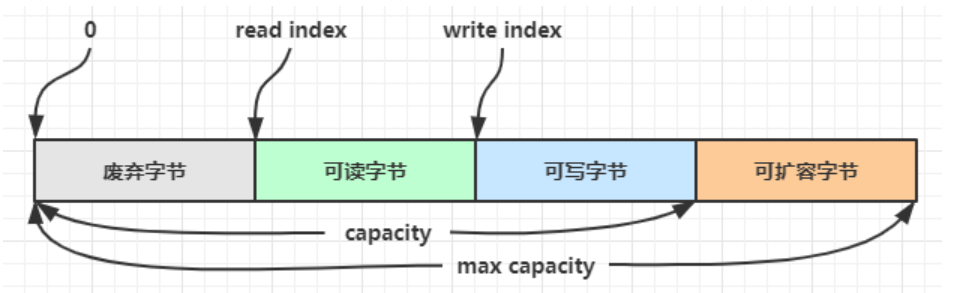 0 read index write index
废弃字节 可读字节 可写字节 可扩容字节
capacity
max capacity